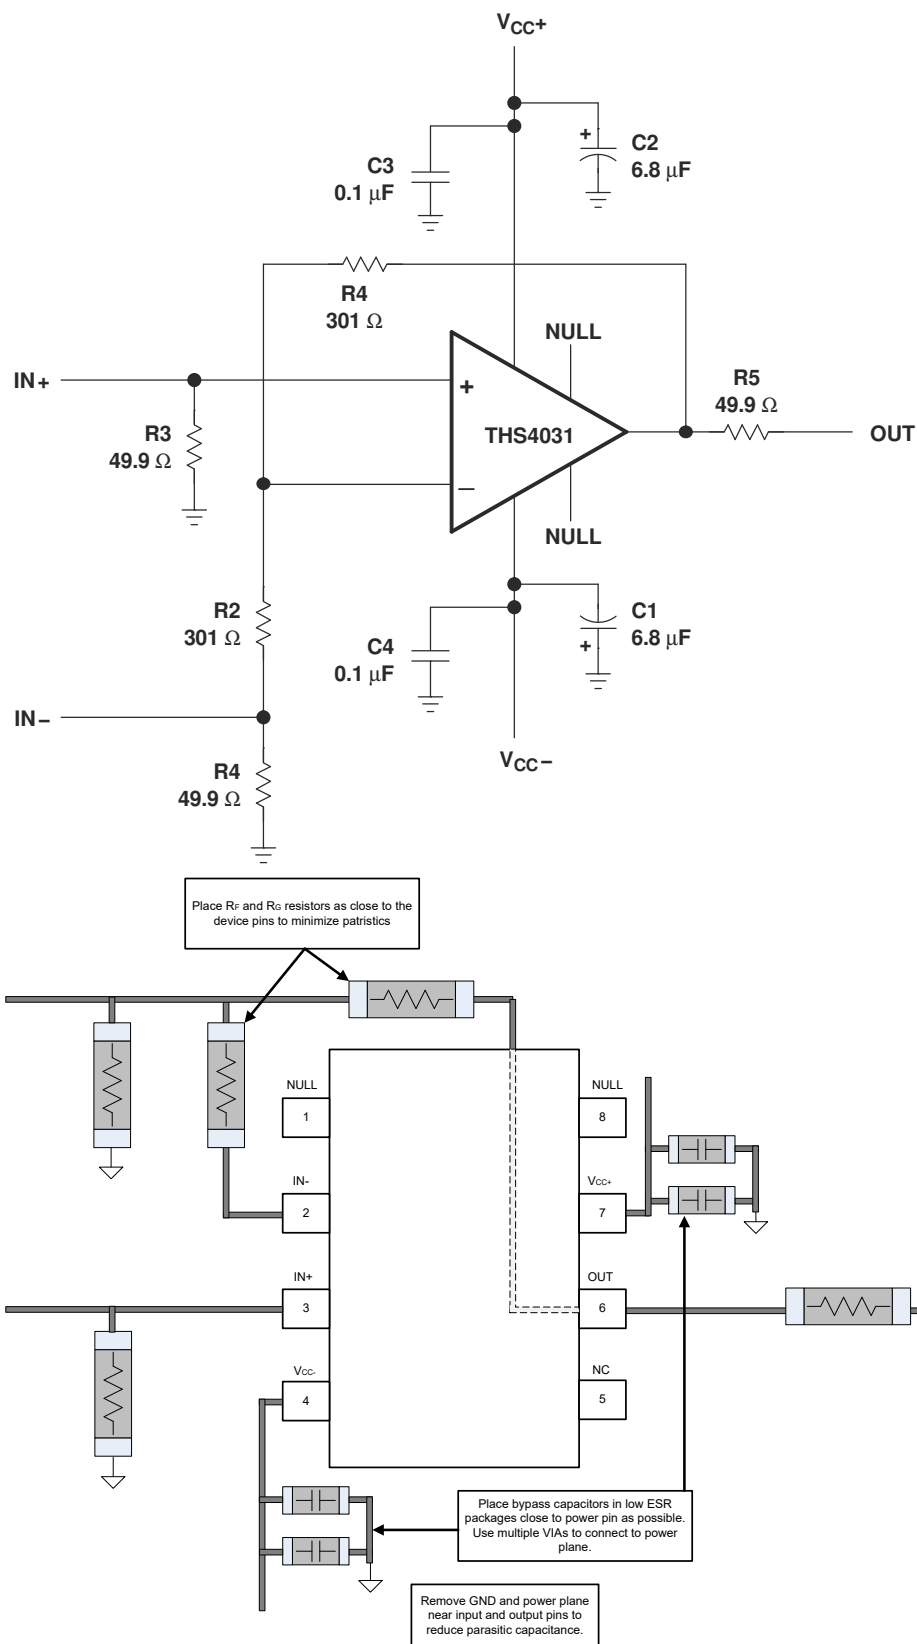 VCC+
C2
6.8 µF
C3
0.1 µF
R4
301 Ω
NULL
IN+
+
R5
49.9 Ω
THS4031
OUT
R3
49.9 Ω
−
NULL
R2
301 Ω
C1
6.8 µF
C4
0.1 µF
IN−
VCC−
R4
49.9 Ω
Place RF and RG resistors as close to the
device pins to minimize patristics
NULL
1
NULL
8
IN-
2
VCC+
7
IN+
3
OUT
6
VCC-
4
NC
5
Place bypass capacitors in low ESR
packages close to power pin as possible.
Use multiple VIAs to connect to power
plane.
Remove GND and power plane
near input and output pins to
reduce parasitic capacitance.